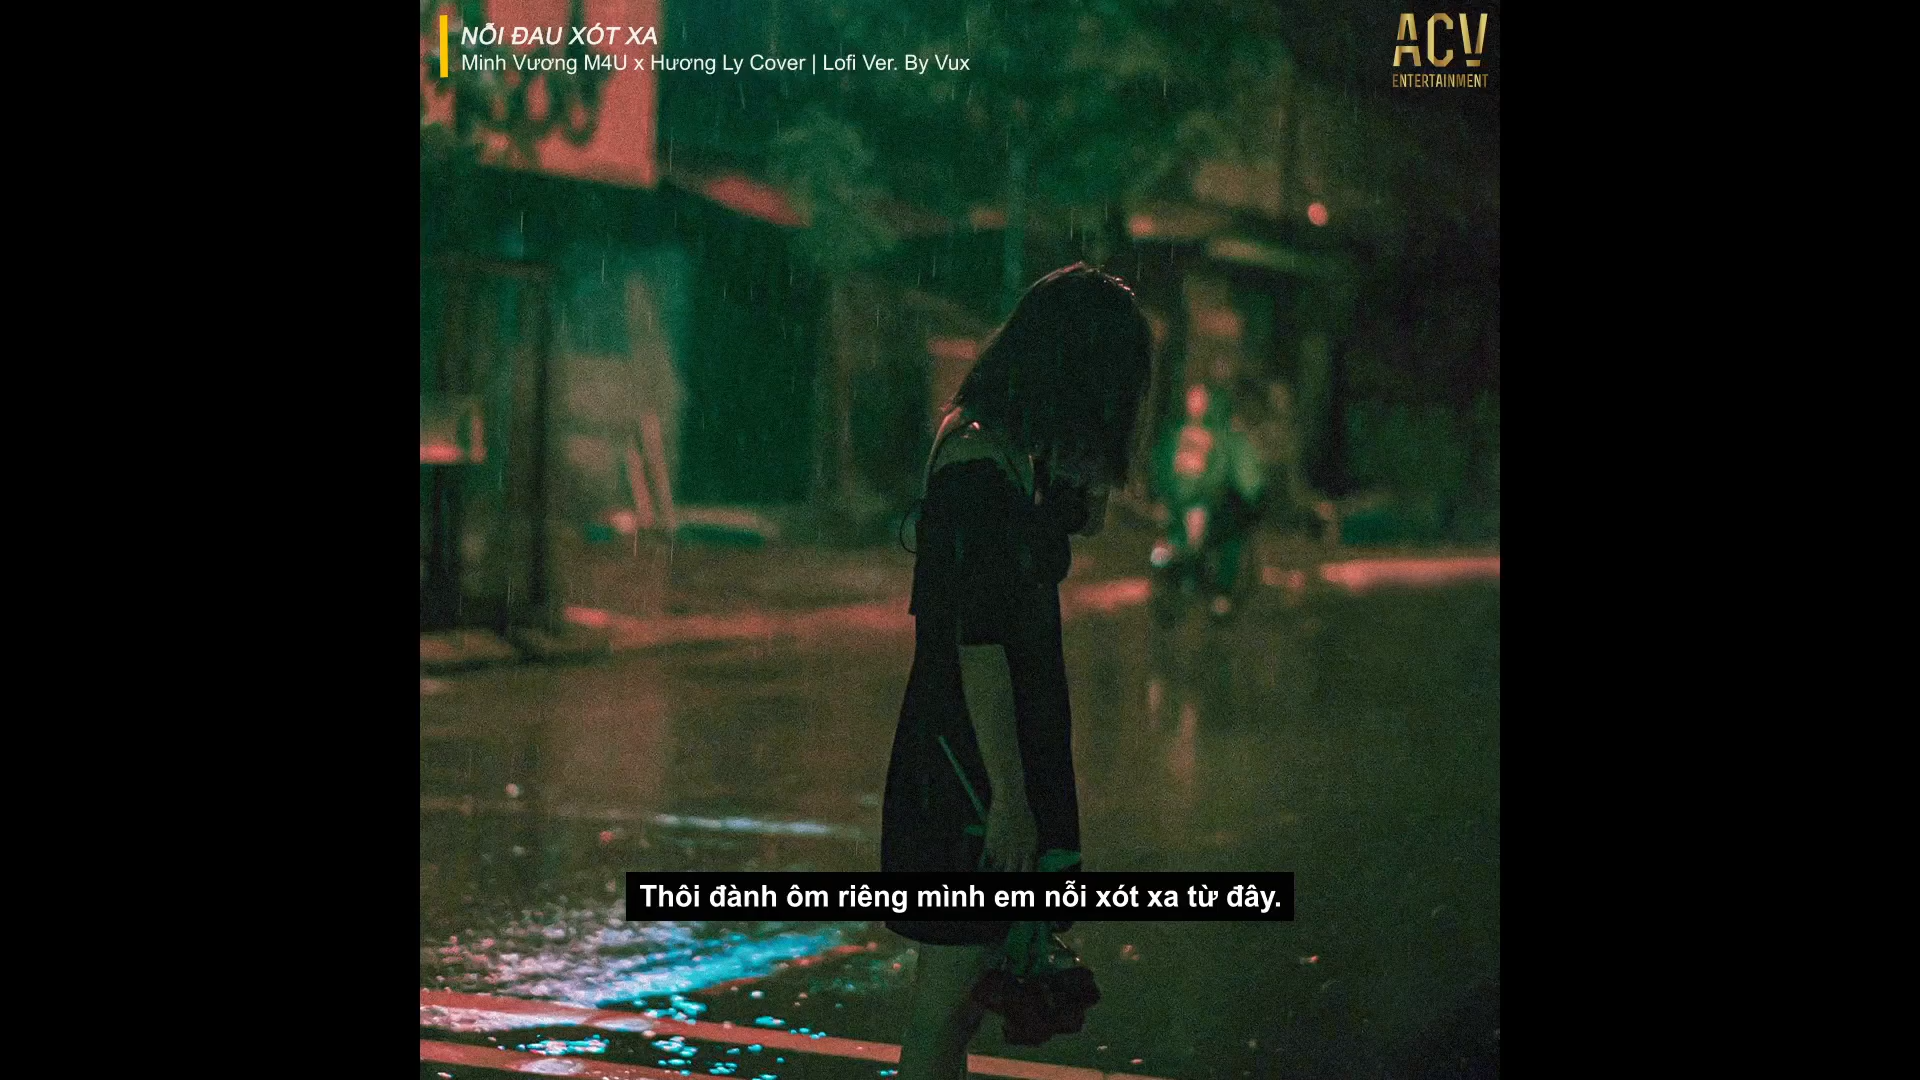 NỖI ĐAU XÓT XA
Minh Vương M4U x Hương Ly Cover | Lofi Ver. By Vux
ACV
ENTERTAINMENT
Thôi đành ôm riêng mình em nỗi xót xa từ đây.